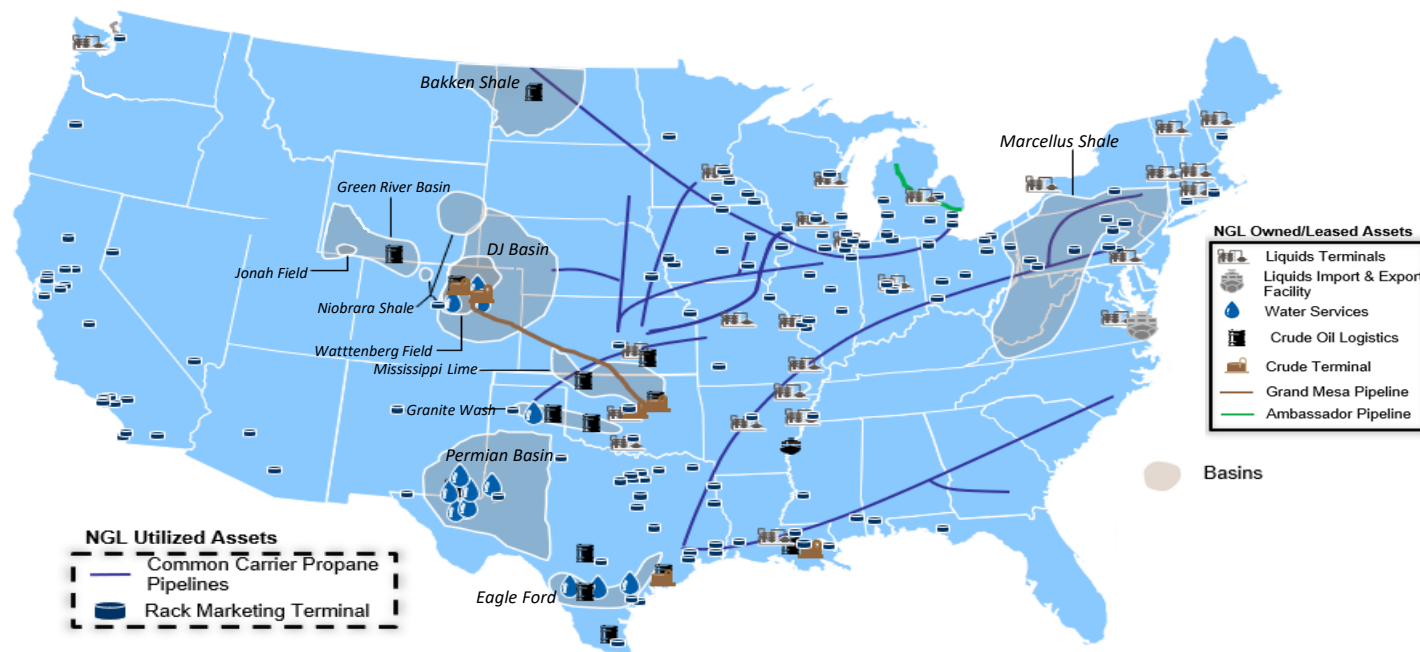 Bakken Shale
Marcellus Shale
Green River Basin
DJ Basin
Jonah Field
Niobrara Shale
Watttenberg Field
Mississippi Lime
Granite Wash
Permian Basin
Eagle Ford
NGL Owned/Leased Assets
Liquids Terminals
Liquids Import & Export
Facility
Water Services
Crude Oil Logistics
Crude Terminal
Grand Mesa Pipeline
Ambassador Pipeline
Basins
NGL Utilized Assets
Common Carrier Propane
Pipelines
Rack Marketing Terminal